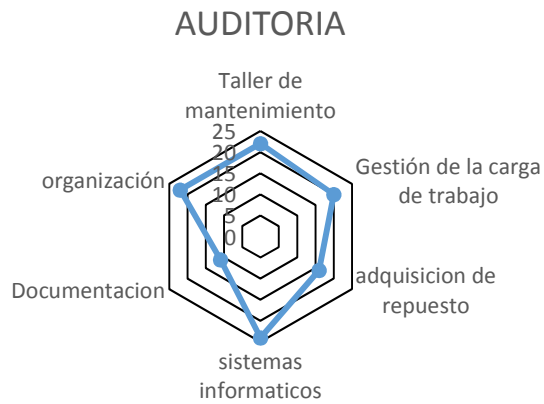 AUDITORIA
Taller de
mantenimiento
25
20
15
10
5
0
Gestión de la carga
de trabajo
adquisicion de
repuesto
sistemas
informaticos
Documentacion
organización